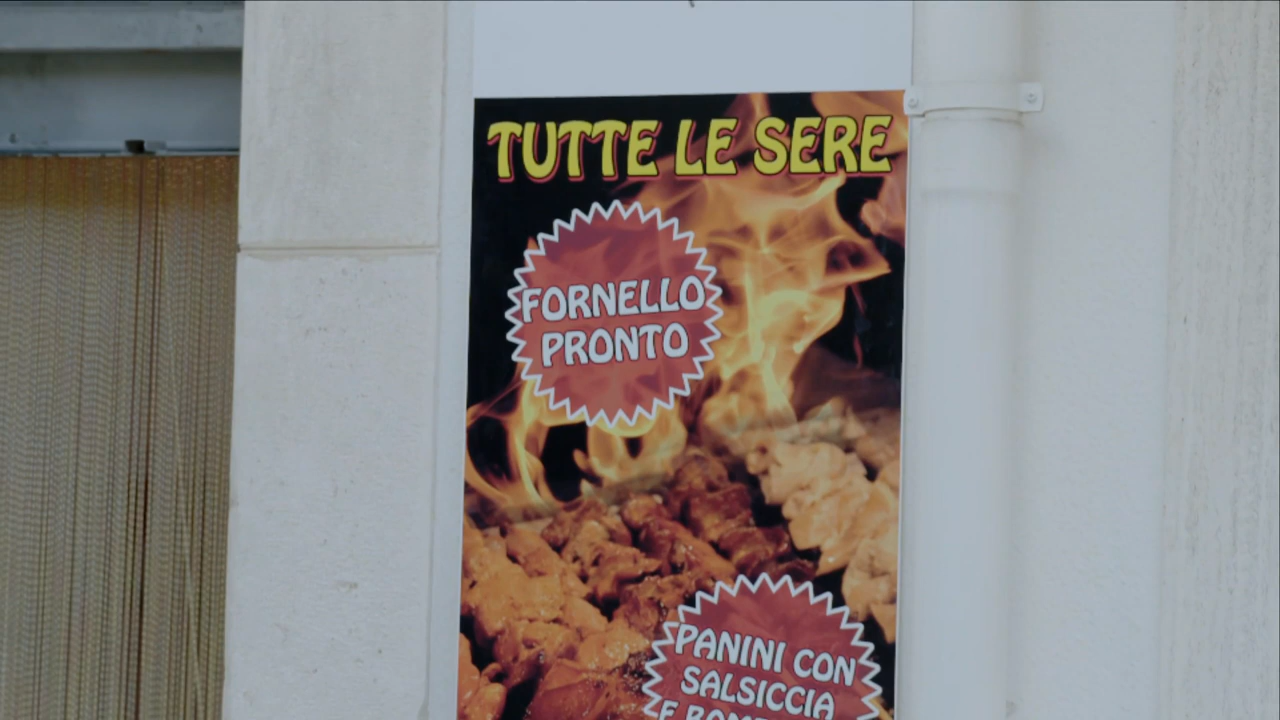 TUTTE LE SERE
FORNELLO
PRONTO
PANINI CON
SALSICCIA
E